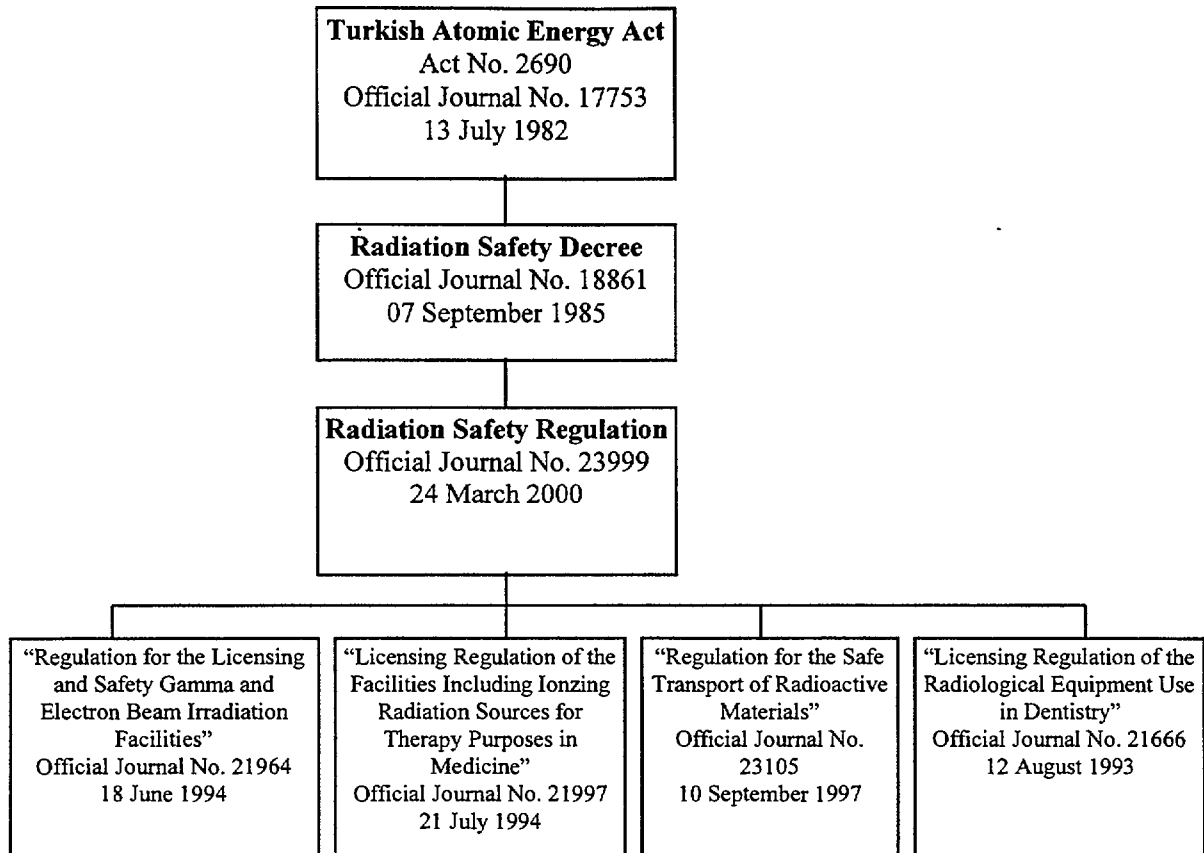 Turkish Atomic Energy Act
Act No. 2690
Official Journal No. 17753
13 July 1982
Radiation Safety Decree
Official Journal No. 18861
07 September 1985
Radiation Safety Regulation
Official Journal No. 23999
24 March 2000
“Regulation for the Licensing
and Safety Gamma and
Electron Beam Irradiation
Facilities”
Official Journal No. 21964
18 June 1994
“Licensing Regulation of the
Facilities Including Ionzing
Radiation Sources for
Therapy Purposes in
Medicine”
Official Journal No. 21997
21 July 1994
“Regulation for the Safe
Transport of Radioactive
Materials”
Official Journal No.
23105
10 September 1997
“Licensing Regulation of the
Radiological Equipment Use
in Dentistry”
Official Journal No. 21666
12 August 1993